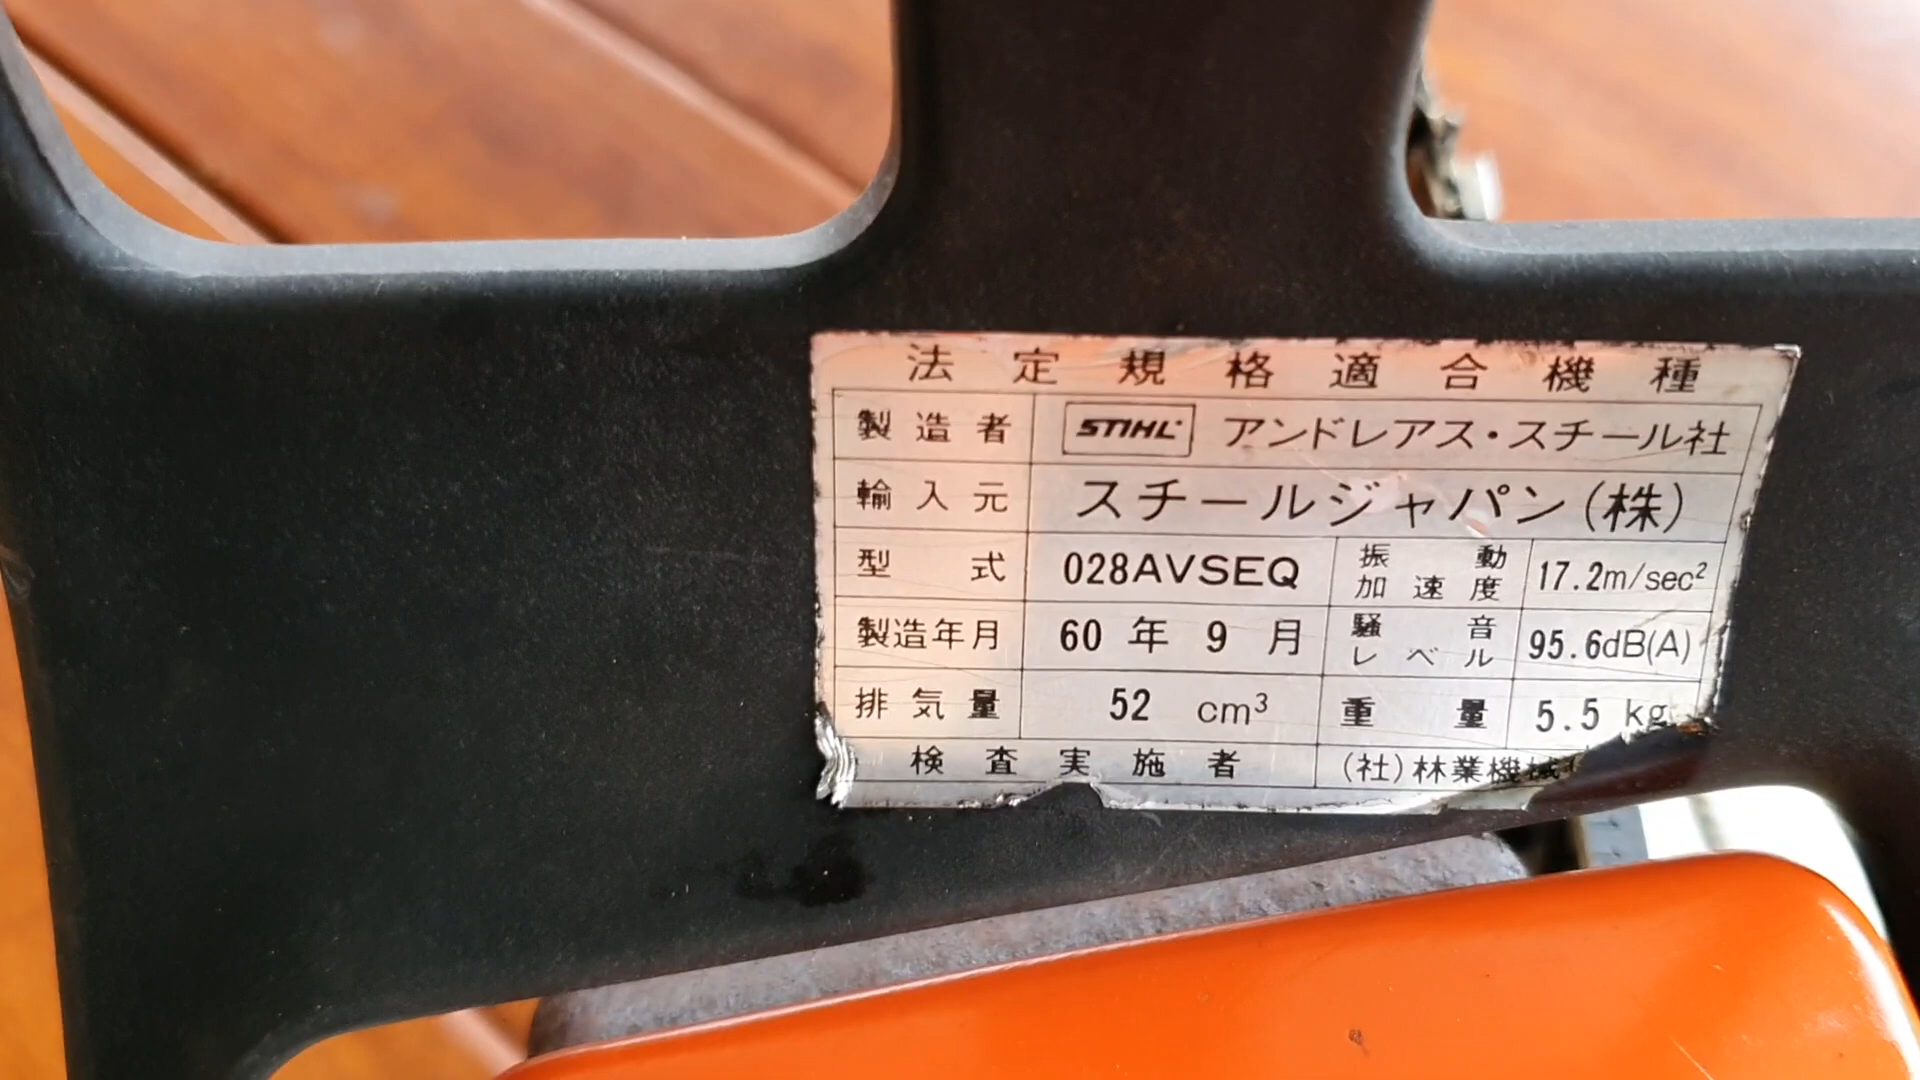 法定規格適合機種
製造者 STIHL アンドレアス・スチール社
輸入元 スチールジャパン(株)
型式 028AVSEQ 振動加速度 17.2m/sec²
製造年月 60年9月 騒音レベル 95.6dB(A)
排気量 52 cm³ 重量 5.5 kg
検査実施者 (社)林業機械